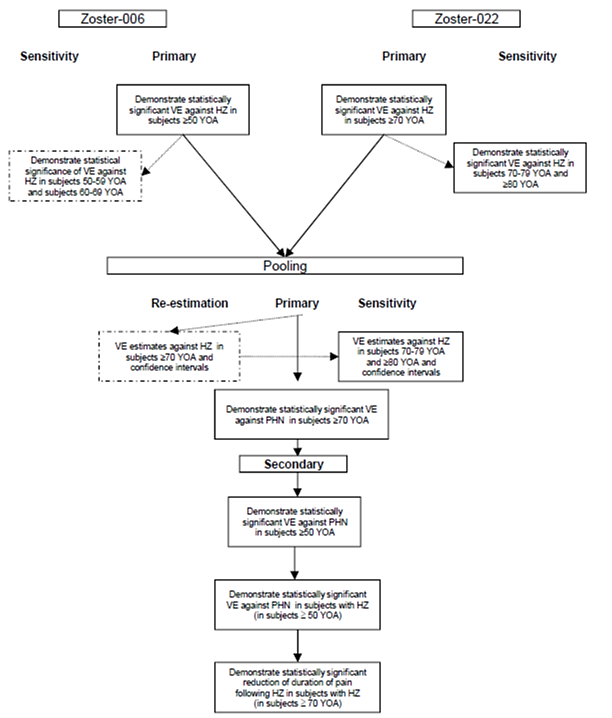 Zoster-006
Zoster-022
Sensitivity
Primary
Primary
Sensitivity
Demonstrate statistically
significant VE against HZ in
subjects ≥50 YOA
Demonstrate statistically
significant VE against HZ
in subjects ≥70 YOA
Demonstrate statistical
significance of VE against
HZ in subjects 50-59 YOA
and subjects 60-69 YOA
Demonstrate statistically
significant VE against HZ in
subjects 70-79 YOA and
≥80 YOA
Pooling
Re-estimation
Primary
Sensitivity
VE estimates against HZ in
subjects ≥70 YOA and
confidence intervals
VE estimates against HZ
in subjects 70-79 YOA
and ≥80 YOA and
confidence intervals
Demonstrate statistically significant VE
against PHN in subjects ≥70 YOA
Secondary
Demonstrate statistically
significant VE against PHN
in subjects ≥50 YOA
Demonstrate statistically significant
VE against PHN in subjects with HZ
(in subjects ≥ 50 YOA)
Demonstrate statistically significant
reduction of duration of pain
following HZ in subjects with HZ
(in subjects ≥ 70 YOA)